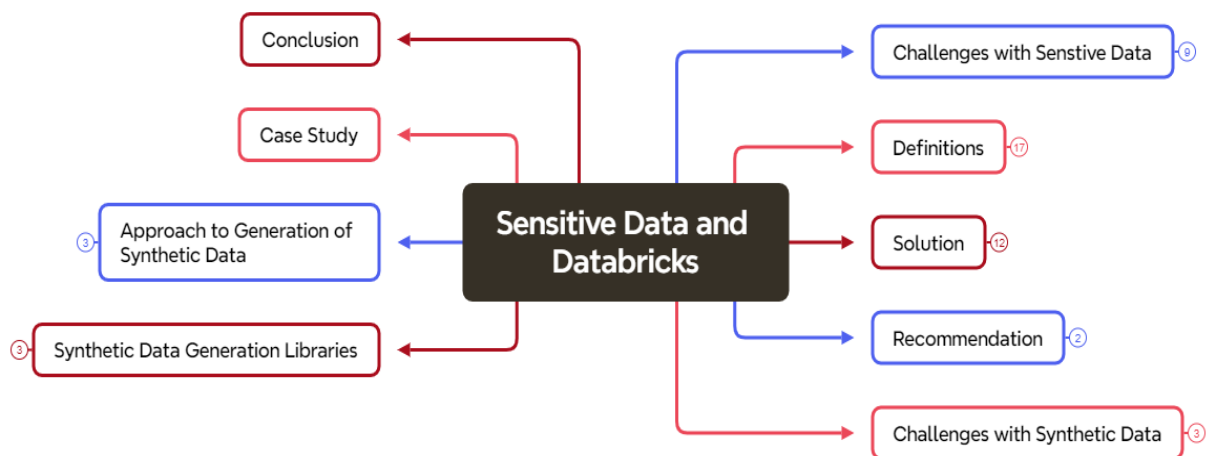 Conclusion
Case Study
3
Approach to Generation of
Synthetic Data
3
Synthetic Data Generation Libraries
Sensitive Data and
Databricks
Challenges with Senstive Data
9
Definitions
17
Solution
12
Recommendation
2
Challenges with Synthetic Data
3